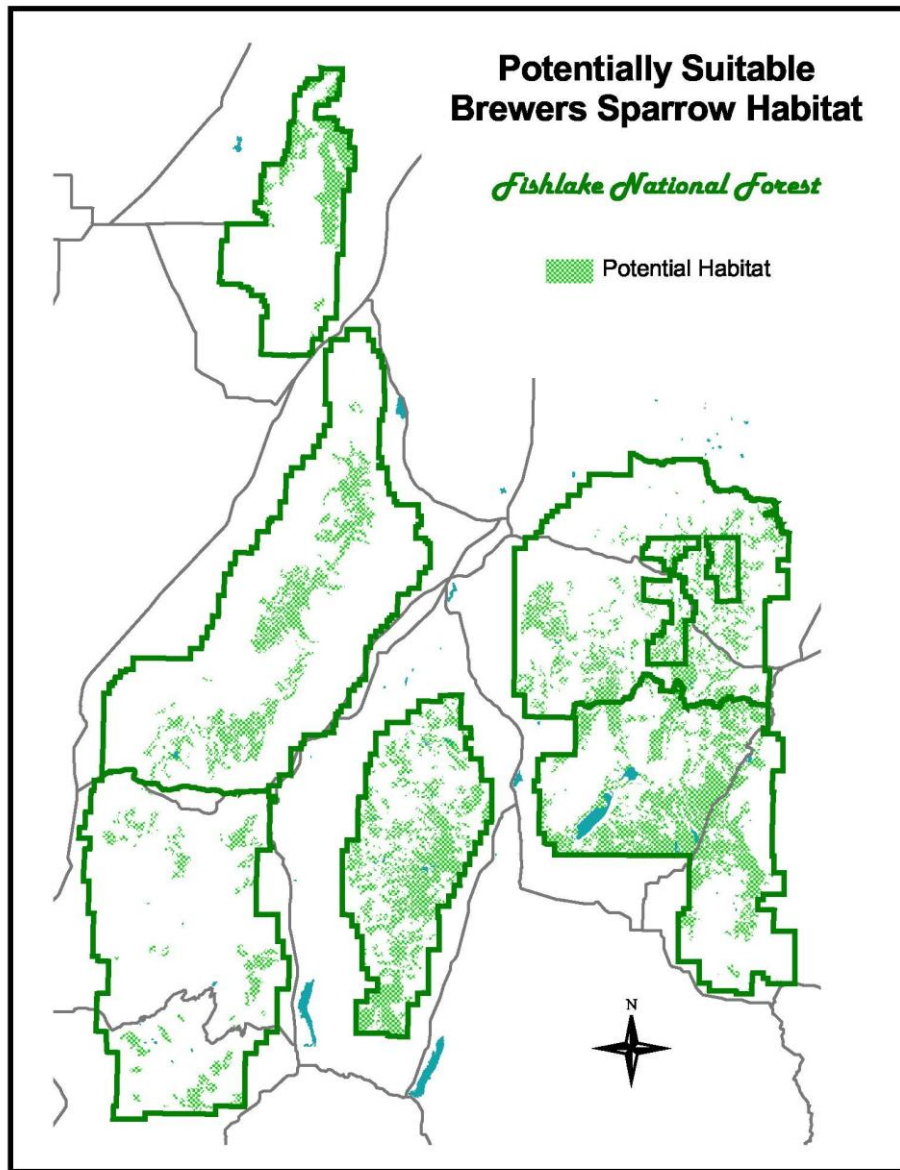 Potentially Suitable
Brewers Sparrow Habitat
Fishlake National Forest
Potential Habitat
N